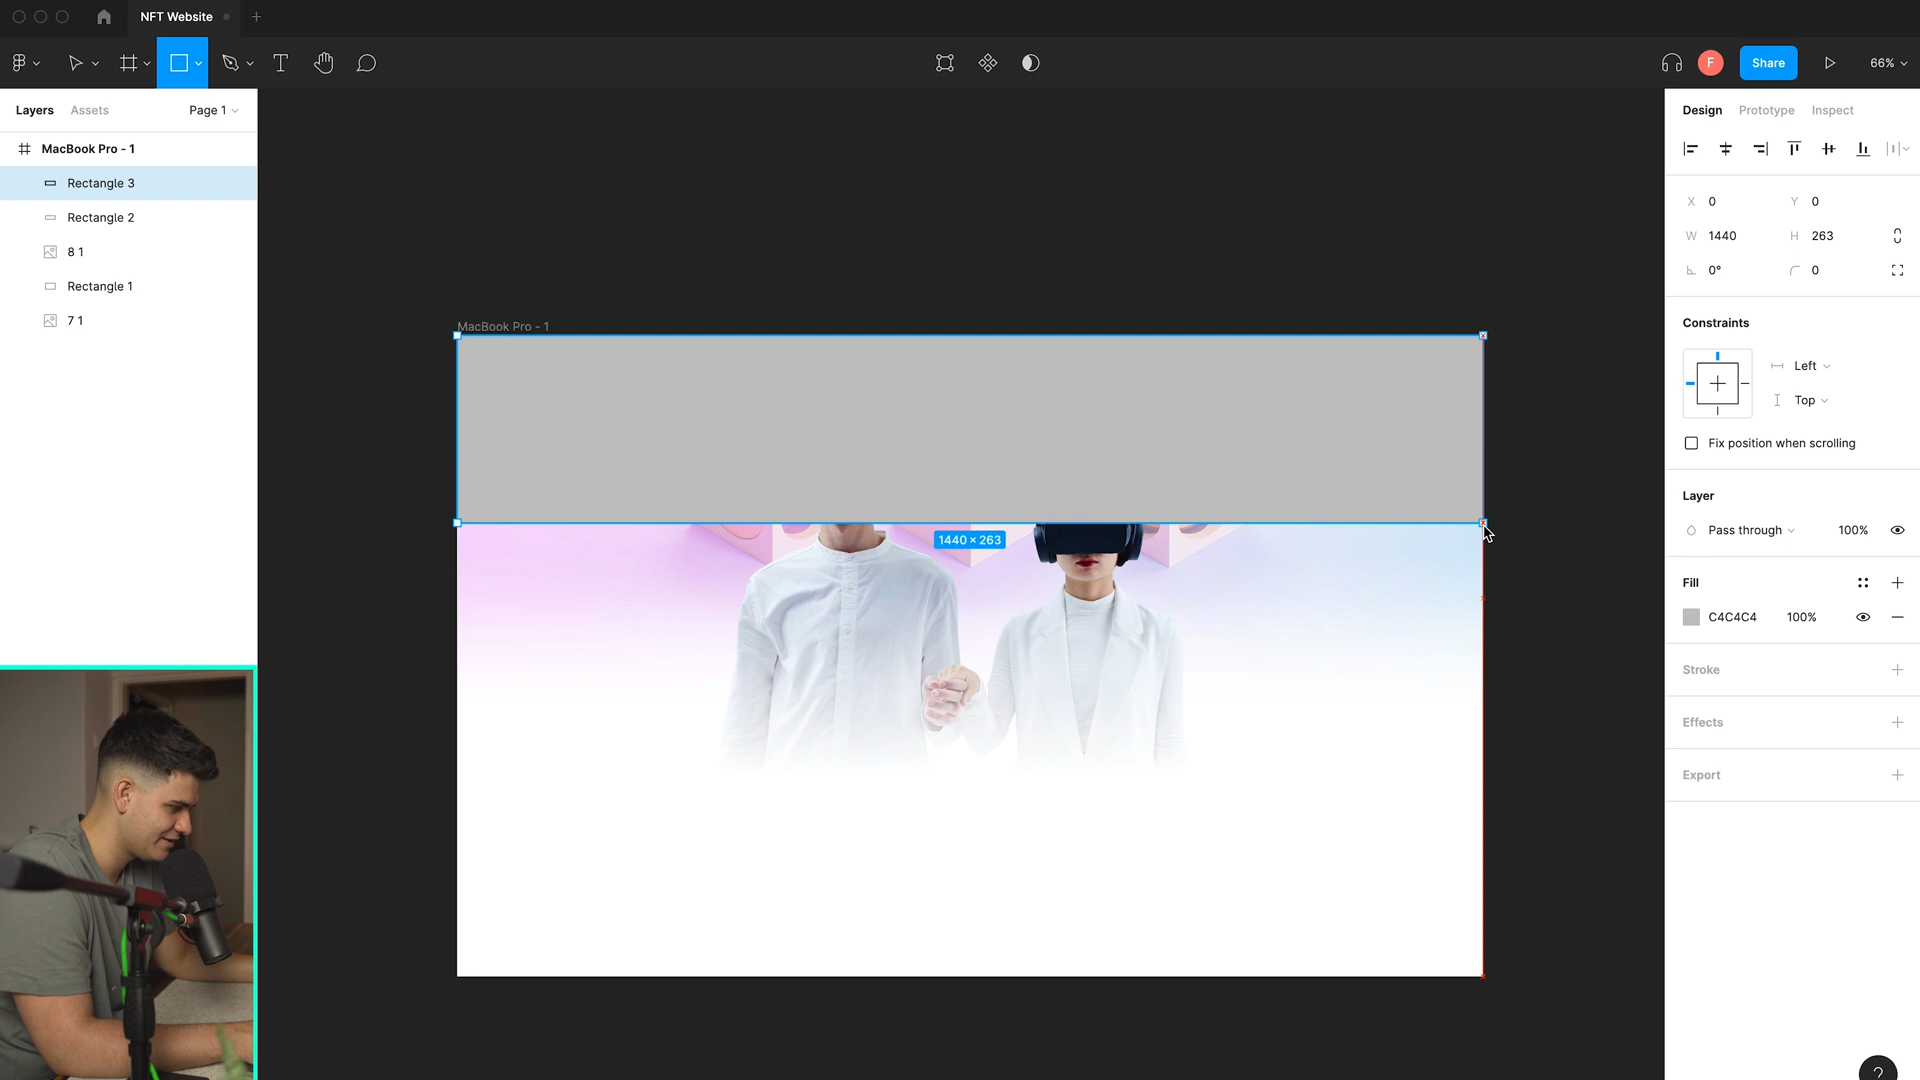 NFT Website
F
Share
66%
Layers
Assets
Page 1
MacBook Pro - 1
Rectangle 3
Rectangle 2
8 1
Rectangle 1
7 1
MacBook Pro - 1
1440 × 263
Design
Prototype
Inspect
X 0
Y 0
W 1440
H 263
0°
0
Constraints
Left
Top
Fix position when scrolling
Layer
Pass through
100%
Fill
C4C4C4
100%
Stroke
Effects
Export
?